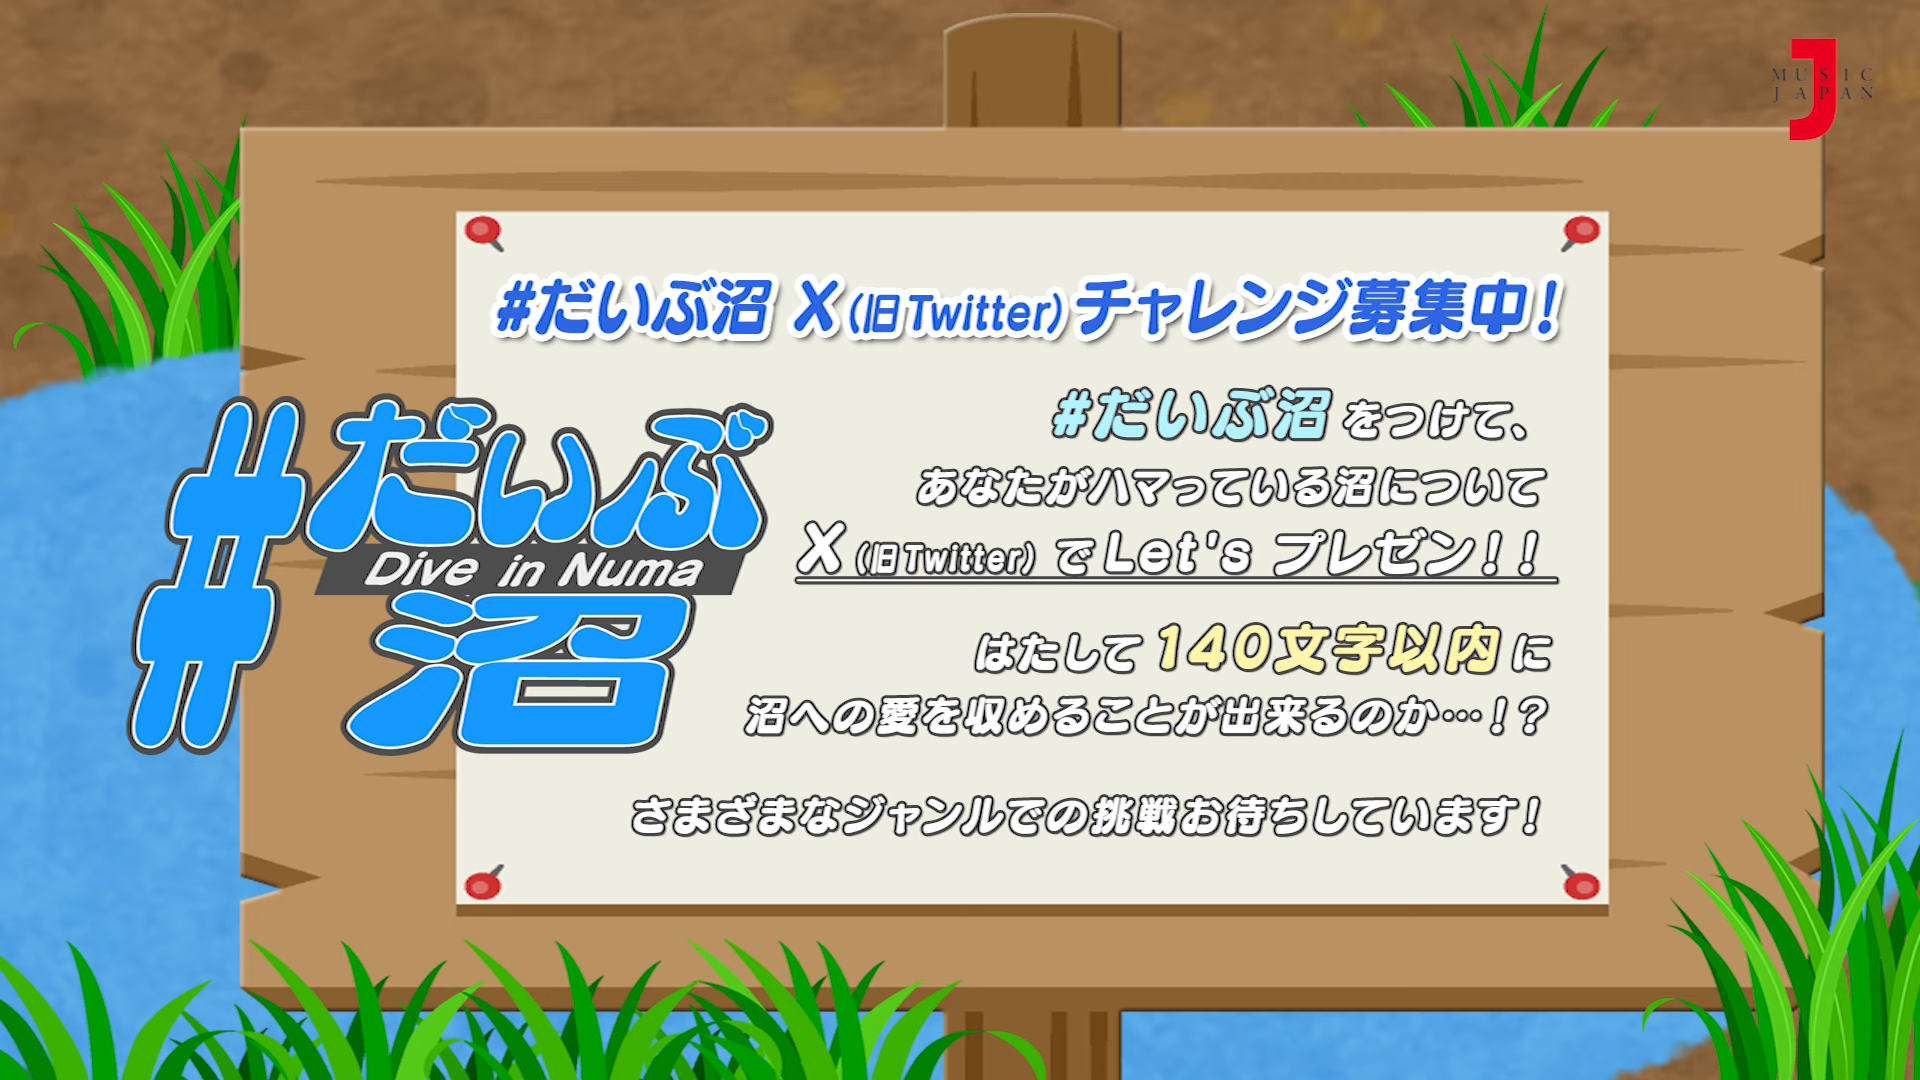 MUSIC
JAPAN
#だいぶ沼 X(旧Twitter)チャレンジ募集中!
#だいぶ
Dive in Numa
沼
#だいぶ沼 をつけて、
あなたがハマっている沼について
X(旧Twitter)でLet's プレゼン!!
はたして140文字以内に
沼への愛を収めることが出来るのか…!?
さまざまなジャンルでの挑戦お待ちしています!